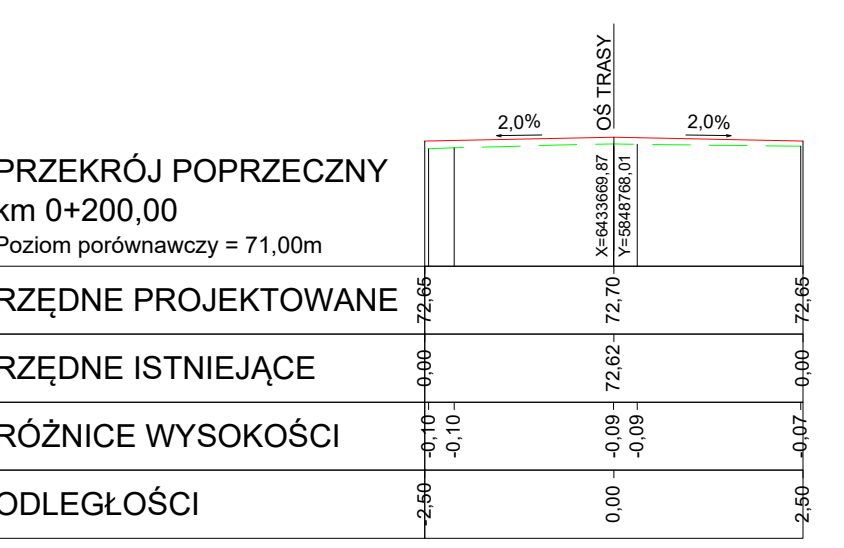 OŚ TRASY
2,0%
2,0%
X=6433669,87
Y=5848768,01
PRZEKRÓJ POPRZECZNY
km 0+200,00
Poziom porównawczy = 71,00m
RZĘDNE PROJEKTOWANE 72,65 72,70 72,65
RZĘDNE ISTNIEJĄCE 0,00 72,62 0,00
RÓŻNICE WYSOKOŚCI -0,10 -0,10 -0,09 -0,09 -0,07
ODLEGŁOŚCI -2,50 0,00 2,50